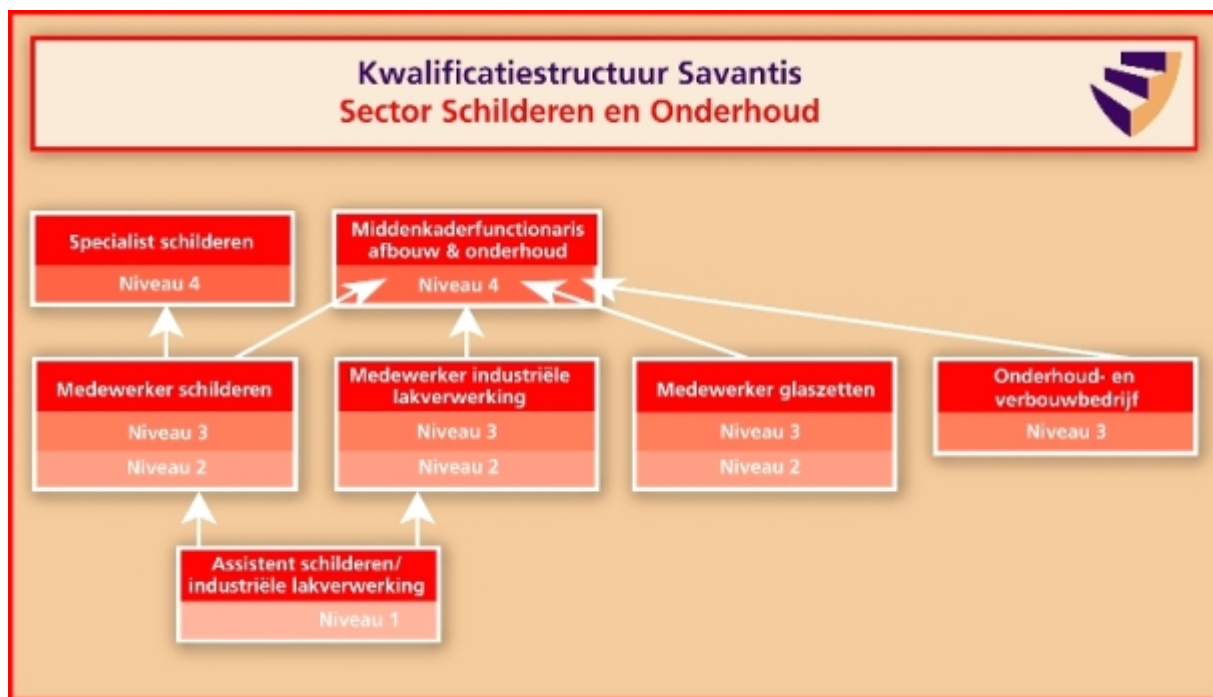 Kwalificatiestructuur Savantis
Sector Schilderen en Onderhoud
Specialist schilderen
Niveau 4
Middenkaderfunctionaris
afbouw & onderhoud
Niveau 4
Medewerker schilderen
Niveau 3
Niveau 2
Medewerker industriële
lakverwerking
Niveau 3
Niveau 2
Medewerker glaszetten
Niveau 3
Niveau 2
Onderhoud- en
verbouwbedrijf
Niveau 3
Assistent schilderen/
industriële lakverwerking
Niveau 1